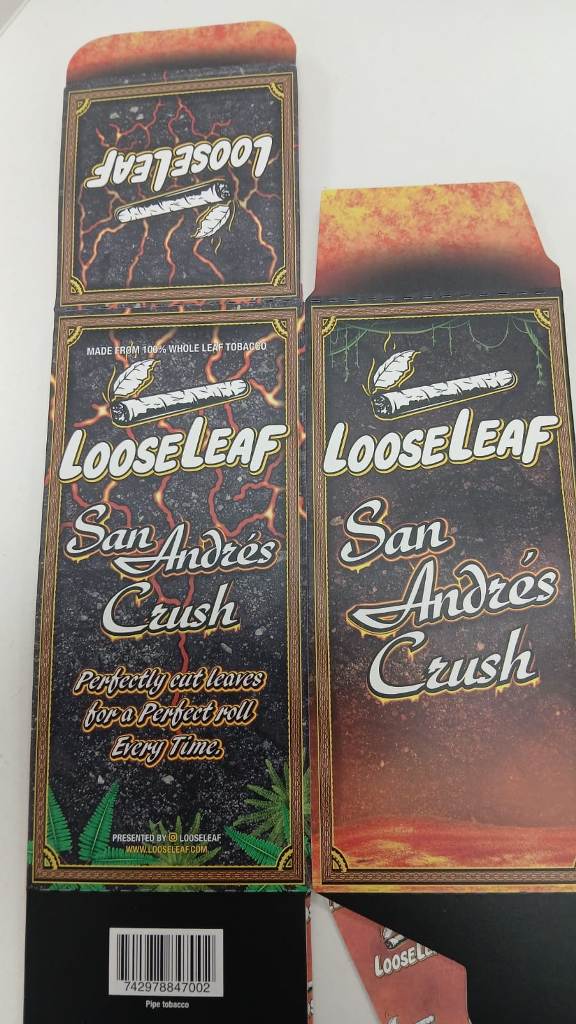 LOOSELEAF
MADE FROM 100% WHOLE LEAF TOBACCO
LOOSELEAF
San Andrés
Crush
Perfectly cut leaves
for a Perfect roll
Every Time.
PRESENTED BY LOOSELEAF
WWW.LOOSELEAF.COM
742978847002
Pipe tobacco
LOOSELEAF
San
Andrés
Crush
LOOSEL